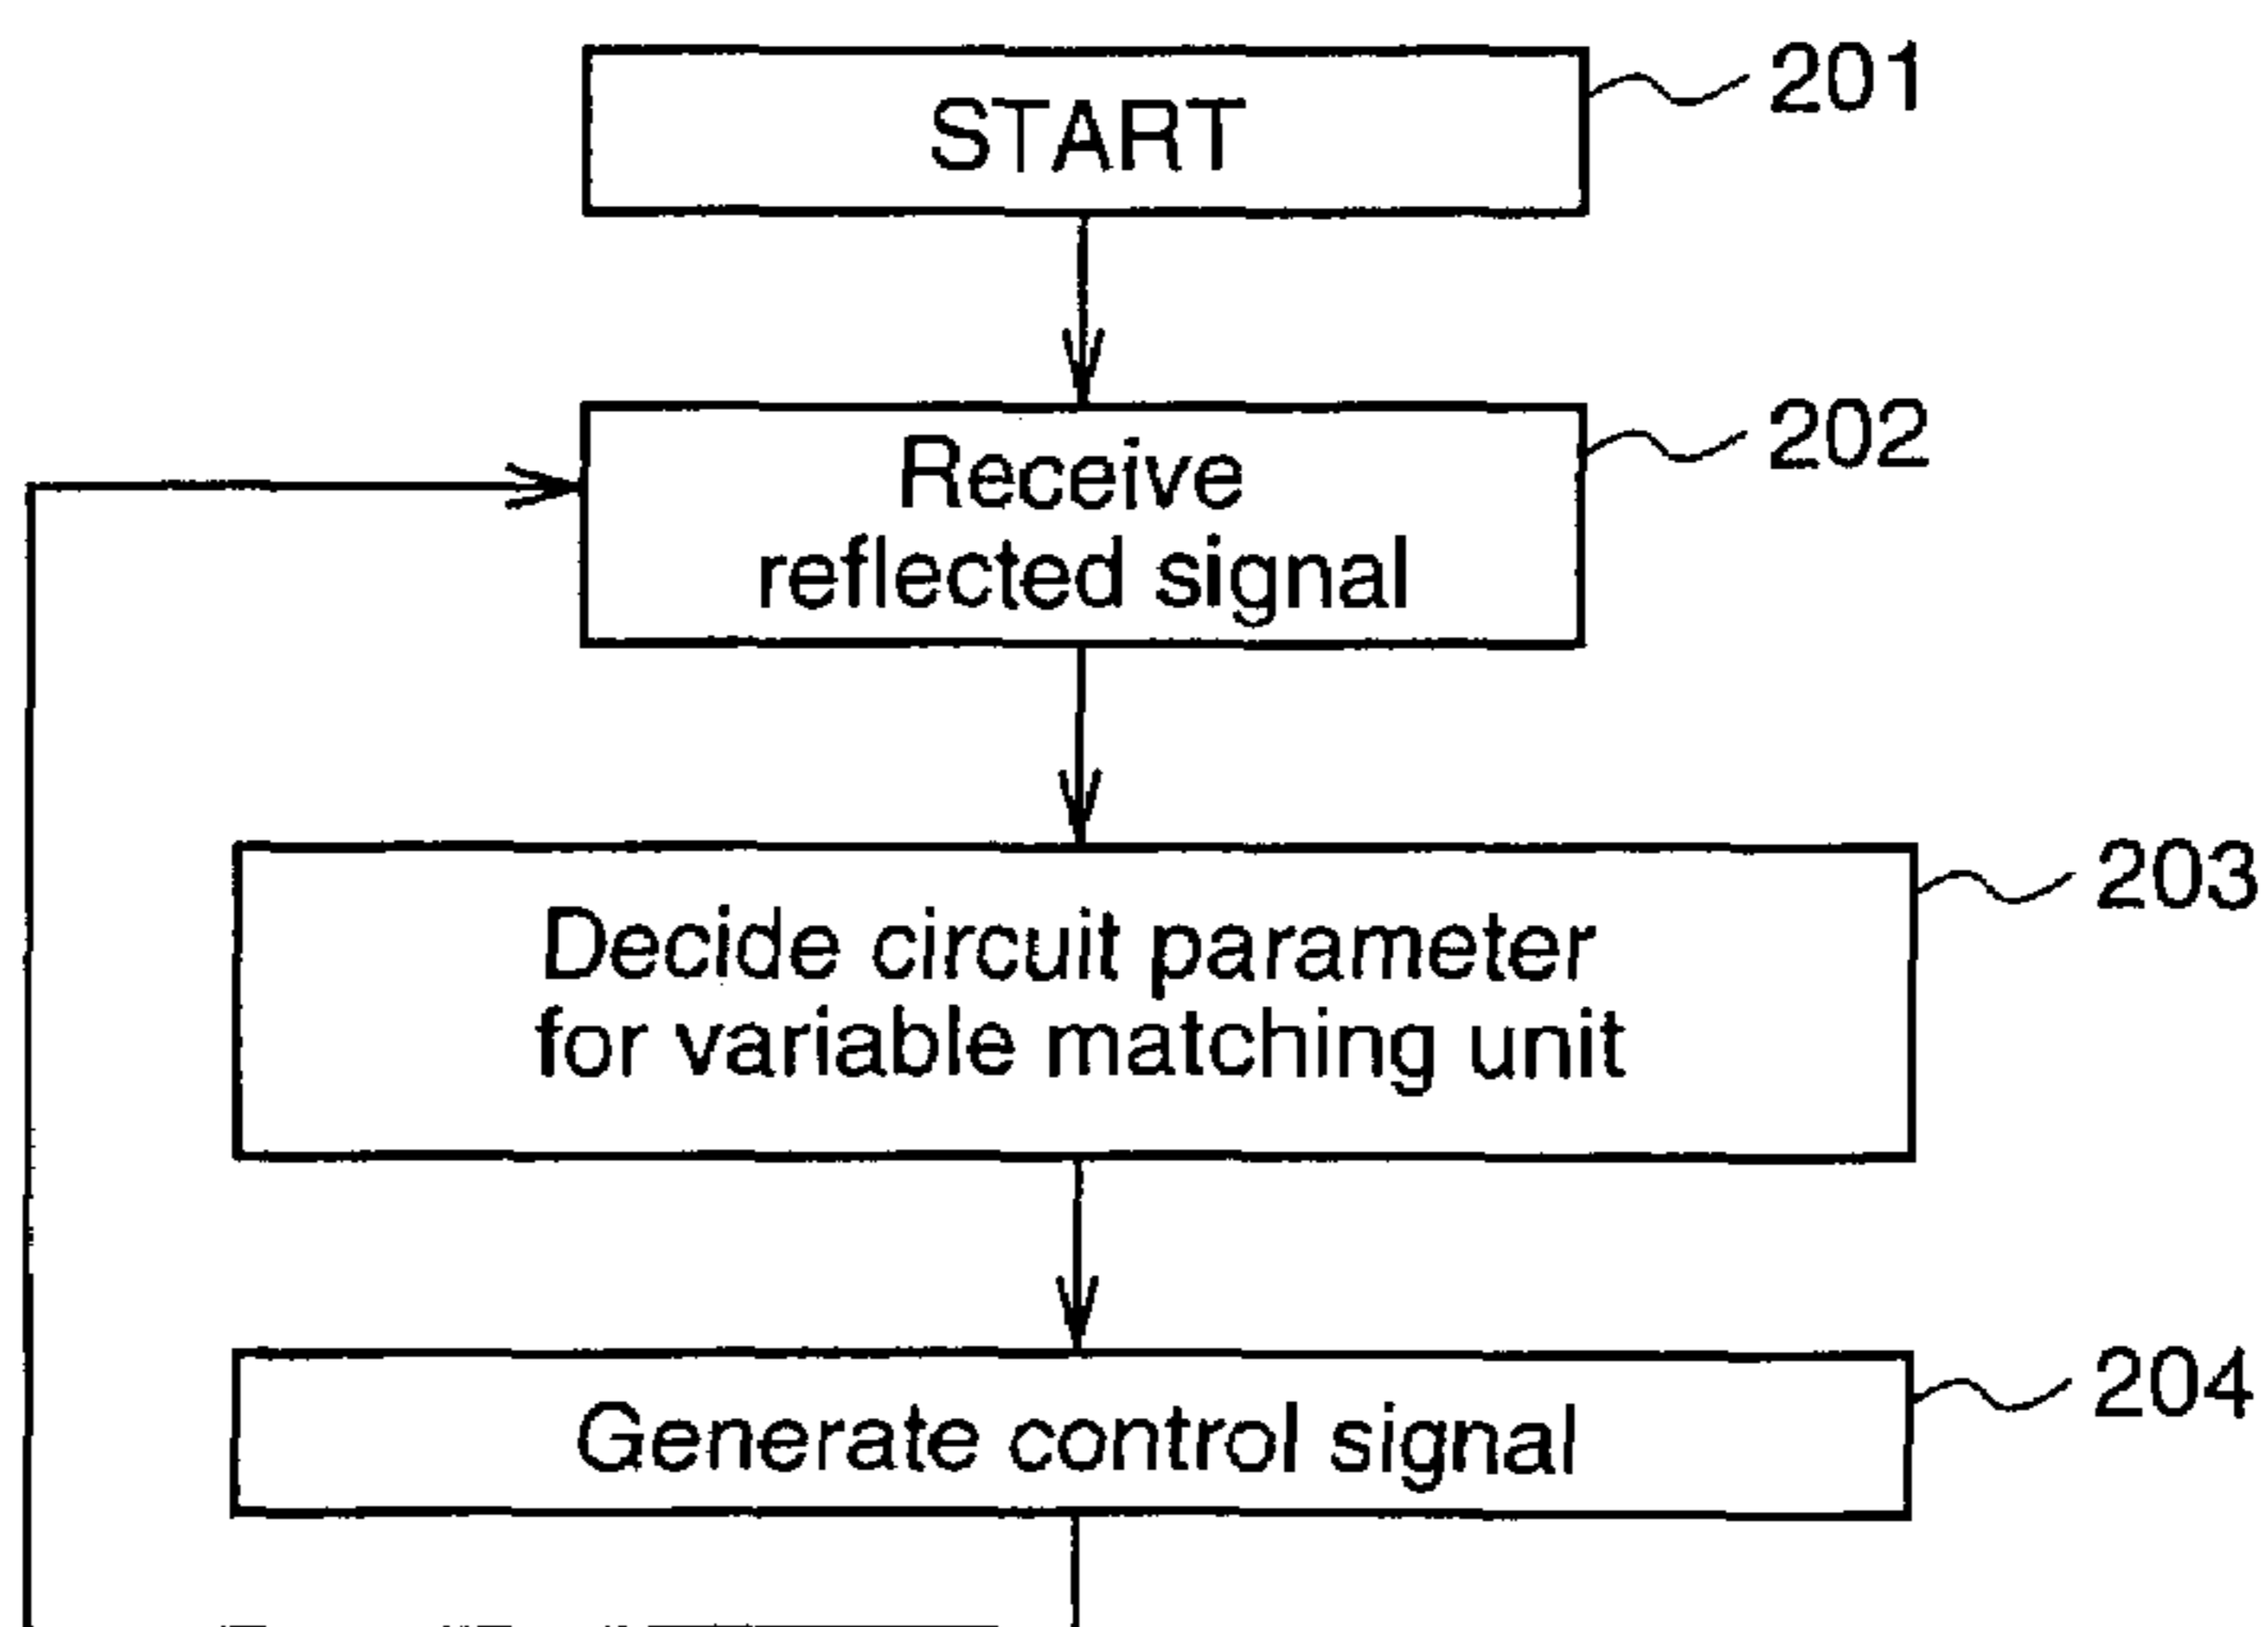 START
201
Receive
reflected signal
202
Decide circuit parameter
for variable matching unit
203
Generate control signal
204